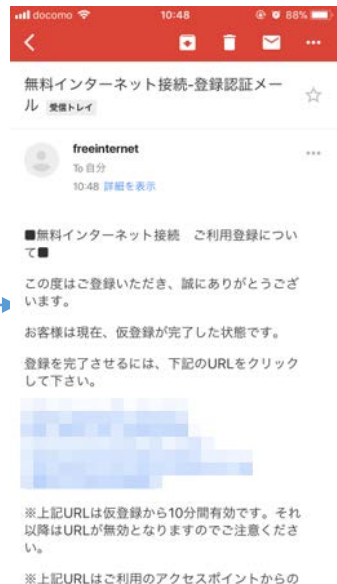 docomo 10:48 88%
無料インターネット接続-登録認証メー
ル 受信トレイ
freeinternet
To 自分
10:48 詳細を表示
■無料インターネット接続 ご利用登録につい
て■
この度はご登録いただき、誠にありがとうござ
います。
お客様は現在、仮登録が完了した状態です。
登録を完了させるには、下記のURLをクリック
して下さい。
※上記URLは仮登録から10分間有効です。それ
以降はURLが無効となりますのでご注意くださ
い。
※上記URLはご利用のアクセスポイントからの